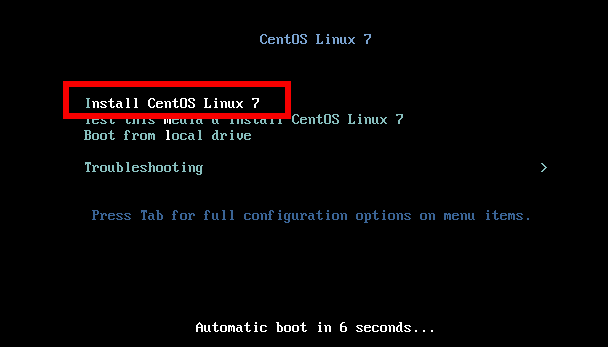 CentOS Linux 7
Install CentOS Linux 7
Test this media & install CentOS Linux 7
Boot from local drive
Troubleshooting >
Press Tab for full configuration options on menu items.
Automatic boot in 6 seconds...